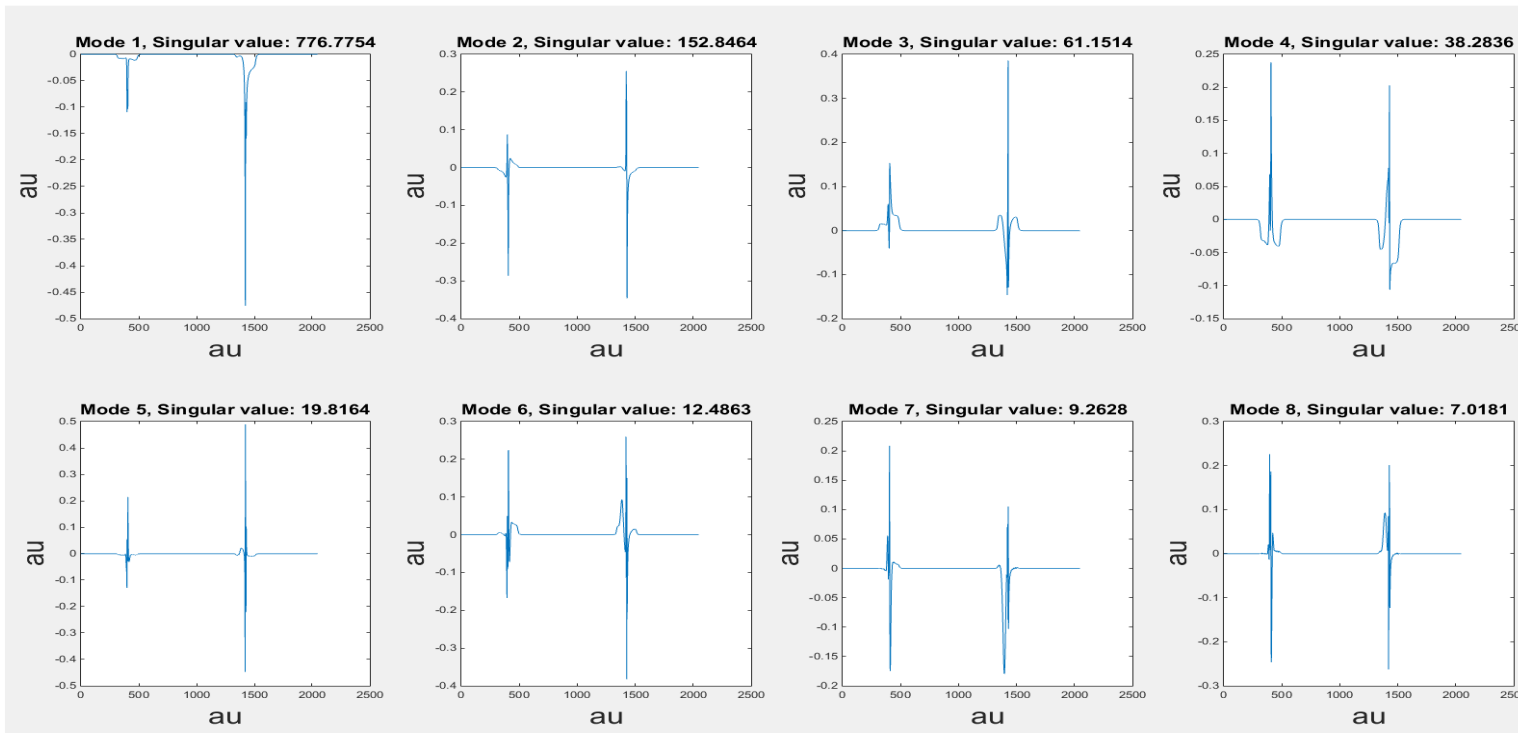 Mode 1, Singular value: 776.7754
0
-0.05
-0.1
-0.15
-0.2
-0.25
-0.3
-0.35
-0.4
-0.45
-0.5
au
0 500 1000 1500 2000 2500
au
Mode 2, Singular value: 152.8464
0.3
0.2
0.1
0
-0.1
-0.2
-0.3
-0.4
au
0 500 1000 1500 2000 2500
au
Mode 3, Singular value: 61.1514
0.4
0.3
0.2
0.1
0
-0.1
-0.2
au
0 500 1000 1500 2000 2500
au
Mode 4, Singular value: 38.2836
0.25
0.2
0.15
0.1
0.05
0
-0.05
-0.1
-0.15
au
0 500 1000 1500 2000 2500
au
Mode 5, Singular value: 19.8164
0.5
0.4
0.3
0.2
0.1
0
-0.1
-0.2
-0.3
-0.4
-0.5
au
0 500 1000 1500 2000 2500
au
Mode 6, Singular value: 12.4863
0.3
0.2
0.1
0
-0.1
-0.2
-0.3
-0.4
au
0 500 1000 1500 2000 2500
au
Mode 7, Singular value: 9.2628
0.25
0.2
0.15
0.1
0.05
0
-0.05
-0.1
-0.15
-0.2
au
0 500 1000 1500 2000 2500
au
Mode 8, Singular value: 7.0181
0.3
0.2
0.1
0
-0.1
-0.2
-0.3
au
0 500 1000 1500 2000 2500
au